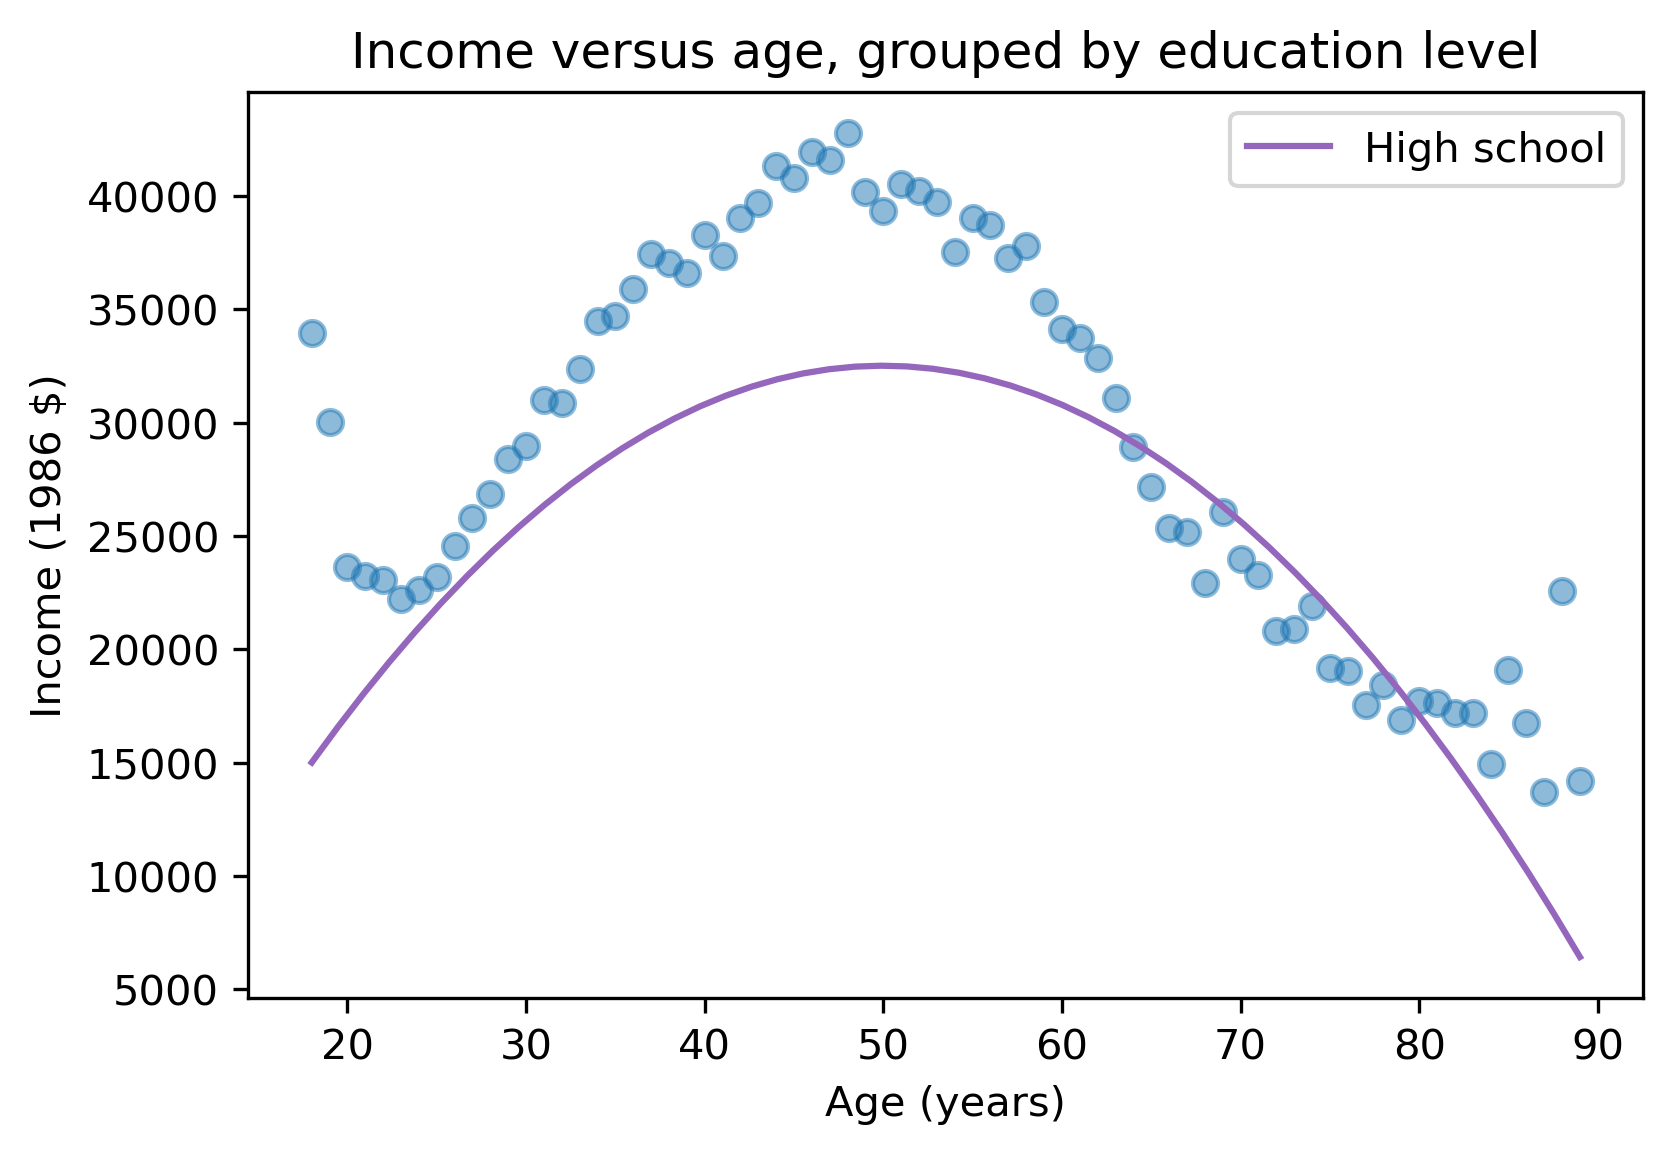 Income versus age, grouped by education level
High school
40000
35000
30000
25000
20000
15000
10000
5000
Income (1986 $)
20 30 40 50 60 70 80 90
Age (years)